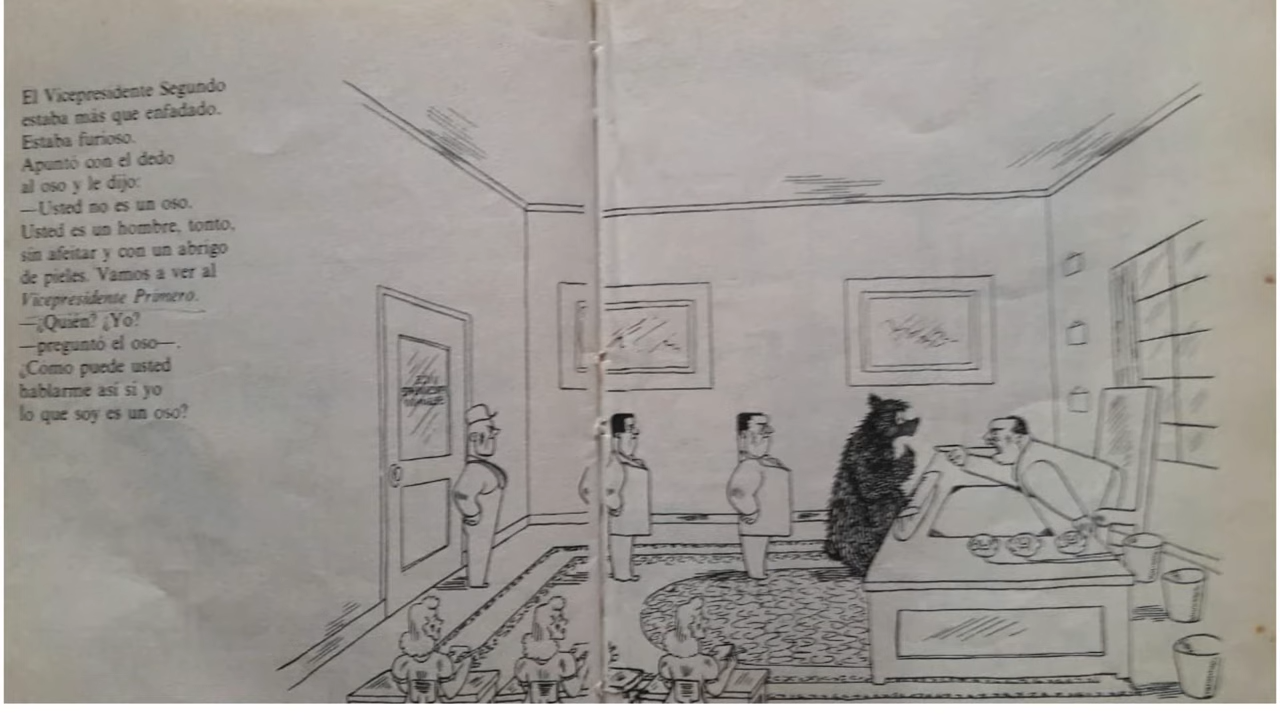 El Vicepresidente Segundo
estaba más que enfadado.
Estaba furioso.
Apuntó con el dedo
al oso y le dijo:
—Usted no es un oso.
Usted es un hombre, tonto,
sin afeitar y con un abrigo
de pieles. Vamos a ver al
Vicepresidente Primero.
—¿Quién? ¿Yo?
—preguntó el oso—.
¿Cómo puede usted
hablarme así si yo
lo que soy es un oso?